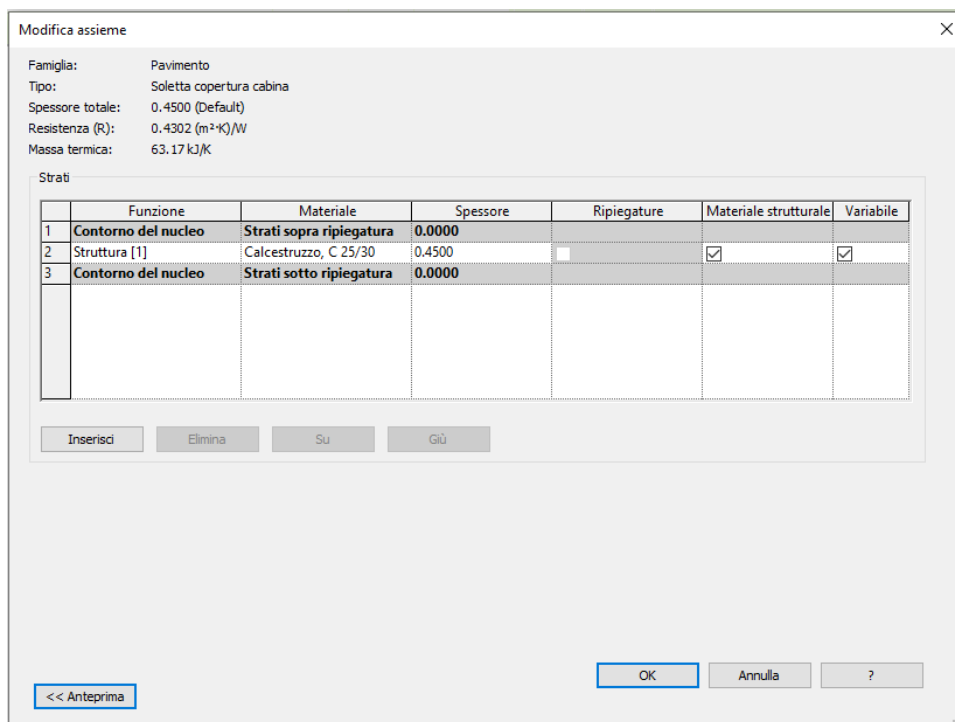 Modifica assieme
Famiglia: Pavimento
Tipo: Soletta copertura cabina
Spessore totale: 0.4500 (Default)
Resistenza (R): 0.4302 (m²·K)/W
Massa termica: 63.17 kJ/K
Strati
Funzione Materiale Spessore Ripiegature Materiale strutturale Variabile
1 Contorno del nucleo Strati sopra ripiegatura 0.0000
2 Struttura [1] Calcestruzzo, C 25/30 0.4500
3 Contorno del nucleo Strati sotto ripiegatura 0.0000
Inserisci Elimina Su Giù
OK Annulla ?
<< Anteprima